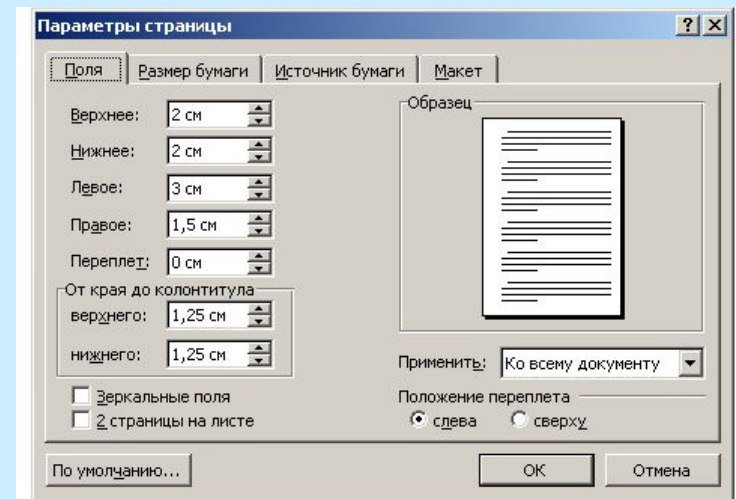 Параметры страницы
Поля Размер бумаги Источник бумаги Макет
Верхнее: 2 см
Нижнее: 2 см
Левое: 3 см
Правое: 1,5 см
Переплет: 0 см
От края до колонтитула
верхнего: 1,25 см
нижнего: 1,25 см
Зеркальные поля
2 страницы на листе
Образец
Применить: Ко всему документу
Положение переплета
слева сверху
По умолчанию... ОК Отмена